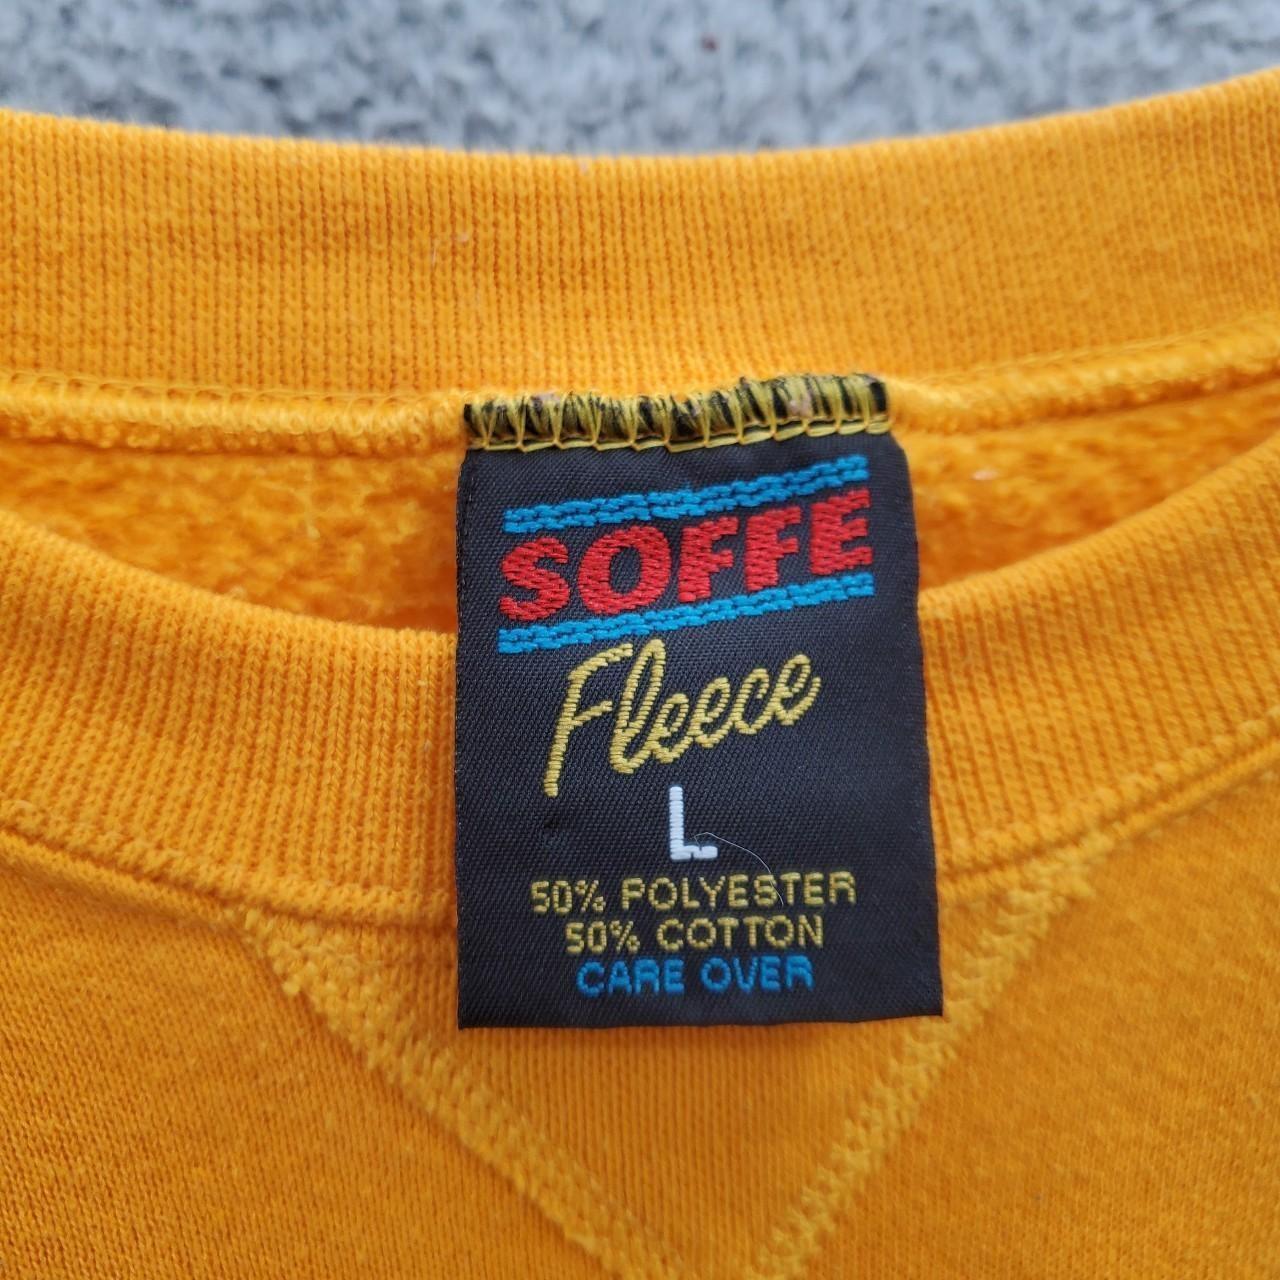 SOFFE
Fleece
L
50% POLYESTER
50% COTTON
CARE OVER